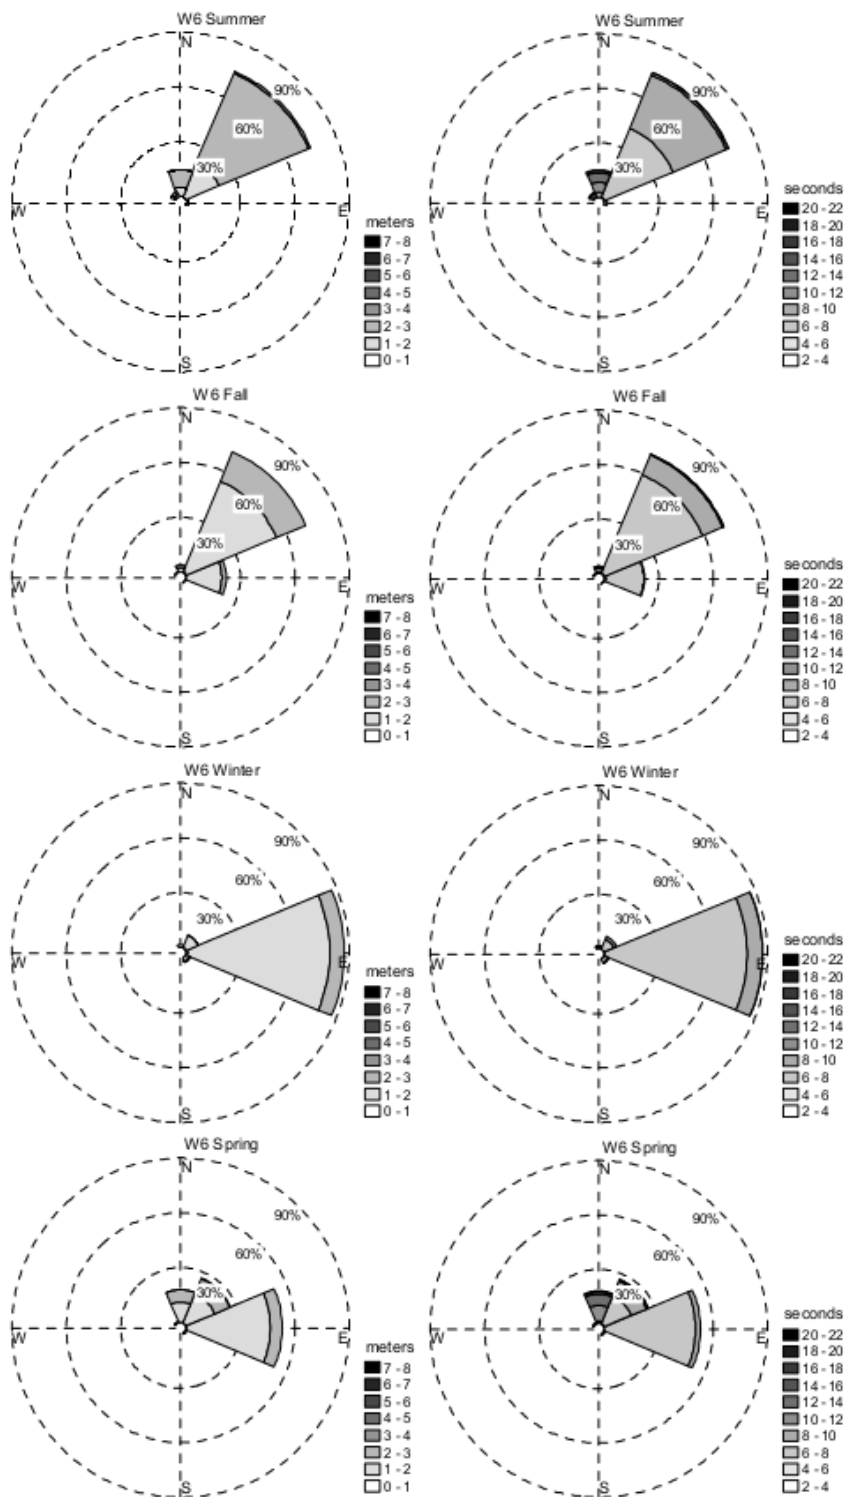 W6 Summer
N
90%
60%
30%
W
E
S
meters
7 - 8
6 - 7
5 - 6
4 - 5
3 - 4
2 - 3
1 - 2
0 - 1
W6 Summer
N
90%
60%
30%
W
E
S
seconds
20 - 22
18 - 20
16 - 18
14 - 16
12 - 14
10 - 12
8 - 10
6 - 8
4 - 6
2 - 4
W6 Fall
N
90%
60%
30%
W
E
S
meters
7 - 8
6 - 7
5 - 6
4 - 5
3 - 4
2 - 3
1 - 2
0 - 1
W6 Fall
N
90%
60%
30%
W
E
S
seconds
20 - 22
18 - 20
16 - 18
14 - 16
12 - 14
10 - 12
8 - 10
6 - 8
4 - 6
2 - 4
W6 Winter
N
90%
60%
30%
W
E
S
meters
7 - 8
6 - 7
5 - 6
4 - 5
3 - 4
2 - 3
1 - 2
0 - 1
W6 Winter
N
90%
60%
30%
W
E
S
seconds
20 - 22
18 - 20
16 - 18
14 - 16
12 - 14
10 - 12
8 - 10
6 - 8
4 - 6
2 - 4
W6 Spring
N
90%
60%
30%
W
E
S
meters
7 - 8
6 - 7
5 - 6
4 - 5
3 - 4
2 - 3
1 - 2
0 - 1
W6 Spring
N
90%
60%
30%
W
E
S
seconds
20 - 22
18 - 20
16 - 18
14 - 16
12 - 14
10 - 12
8 - 10
6 - 8
4 - 6
2 - 4